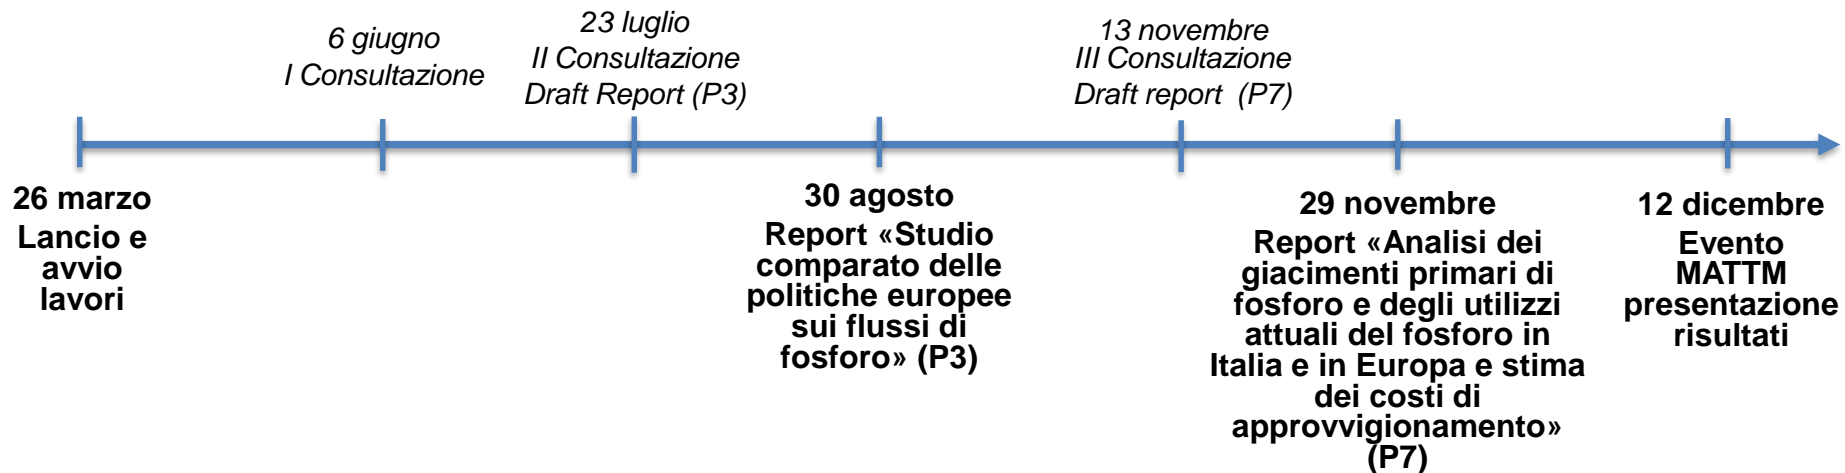 6 giugno
I Consultazione
23 luglio
II Consultazione
Draft Report (P3)
13 novembre
III Consultazione
Draft report (P7)
26 marzo
Lancio e
avvio
lavori
30 agosto
Report «Studio
comparato delle
politiche europee
sui flussi di
fosforo» (P3)
29 novembre
Report «Analisi dei
giacimenti primari di
fosforo e degli utilizzi
attuali del fosforo in
Italia e in Europa e stima
dei costi di
approvvigionamento»
(P7)
12 dicembre
Evento
MATTM
presentazione
risultati